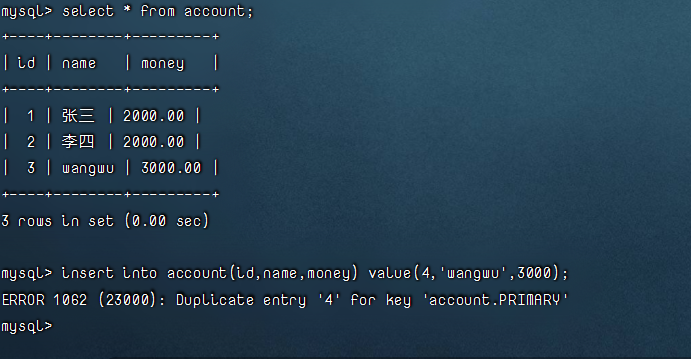 mysql> select * from account;
+----+--------+---------+
| id | name   | money   |
+----+--------+---------+
|  1 | 张三 | 2000.00 |
|  2 | 李四 | 2000.00 |
|  3 | wangwu | 3000.00 |
+----+--------+---------+
3 rows in set (0.00 sec)
mysql> insert into account(id,name,money) value(4,'wangwu',3000);
ERROR 1062 (23000): Duplicate entry '4' for key 'account.PRIMARY'
mysql>